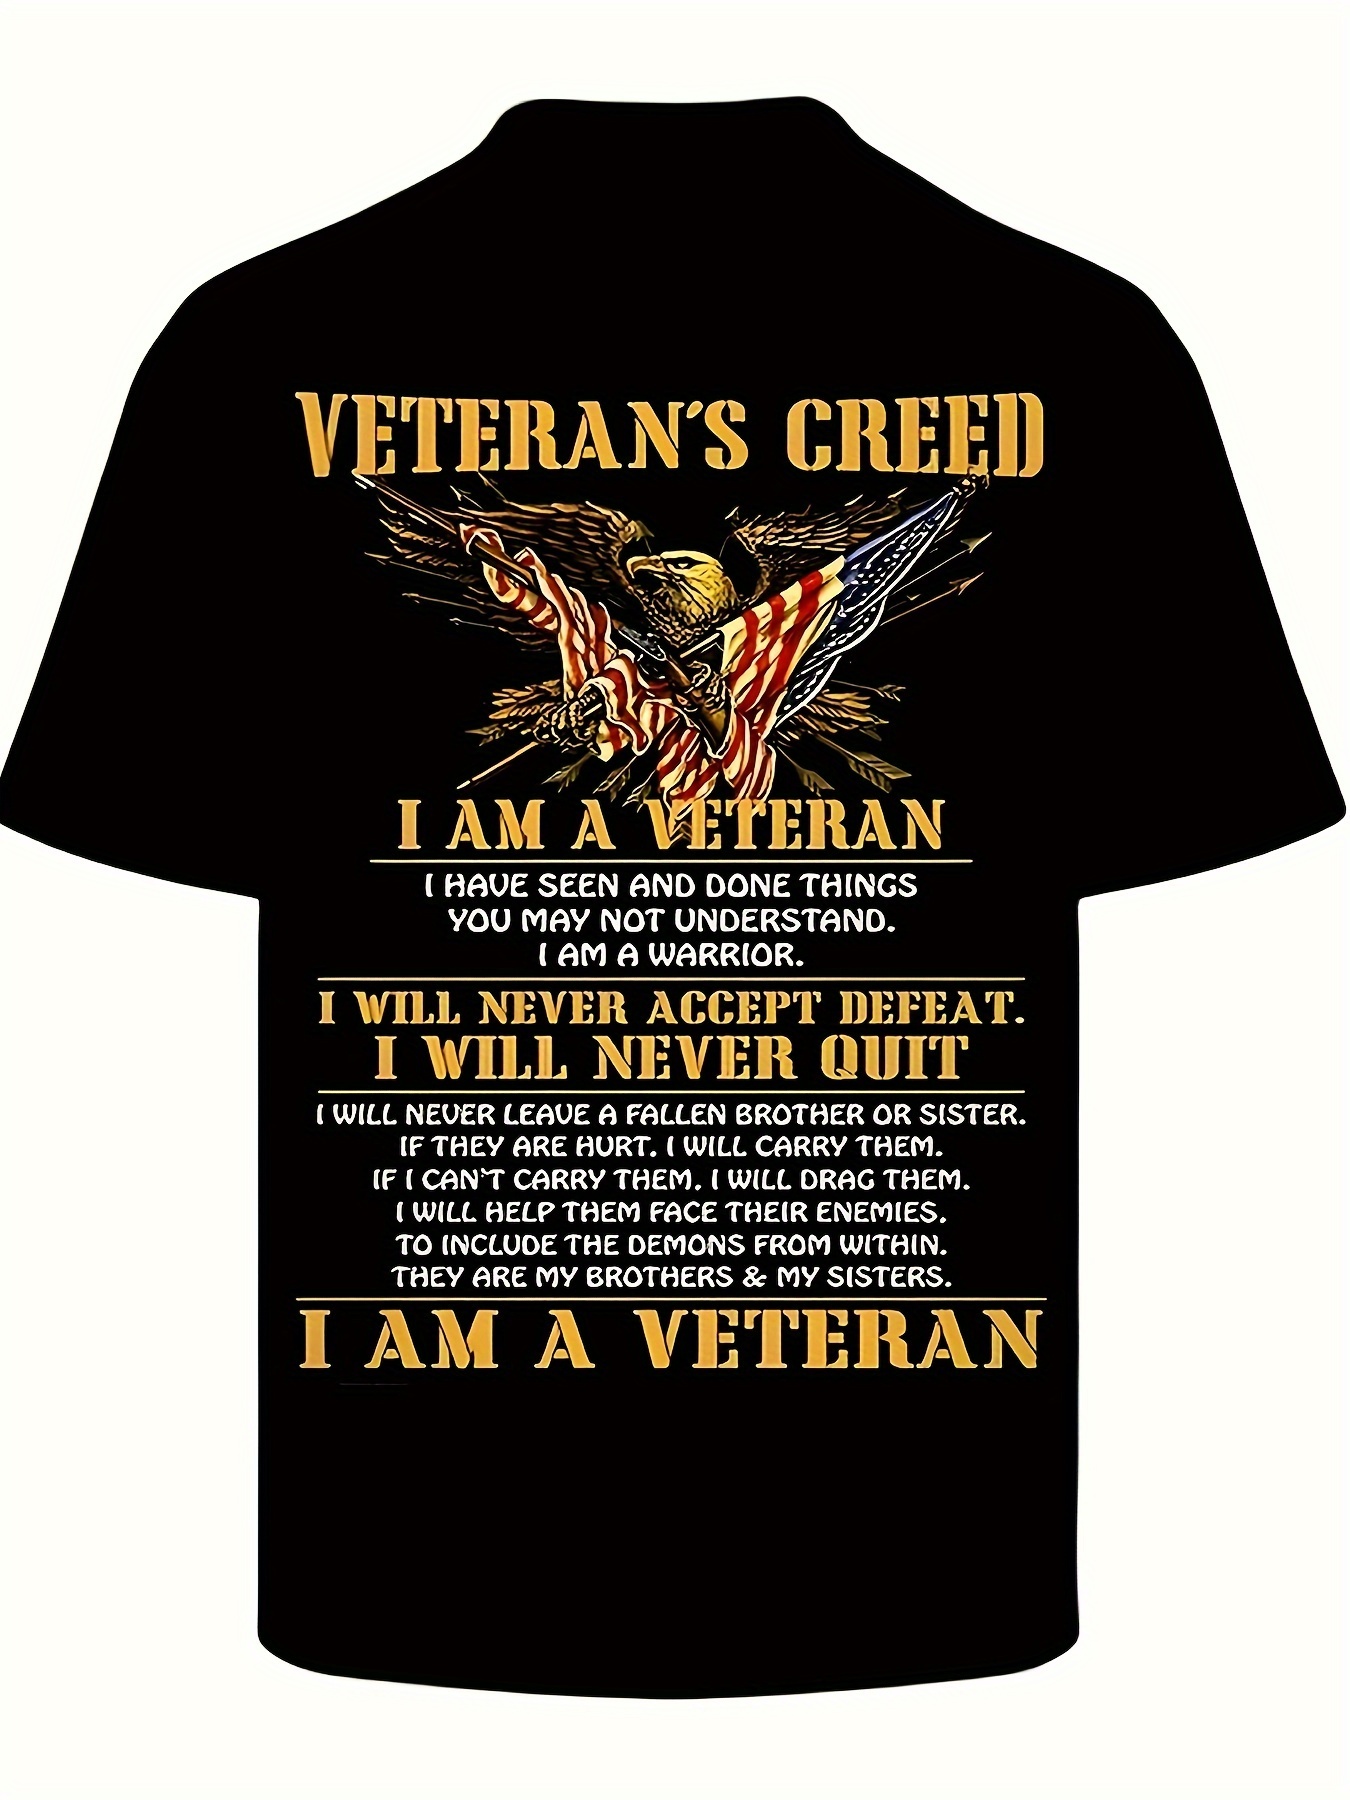 VETERAN'S CREED
I AM A VETERAN
I HAVE SEEN AND DONE THINGS
YOU MAY NOT UNDERSTAND.
I AM A WARRIOR.
I WILL NEVER ACCEPT DEFEAT.
I WILL NEVER QUIT
I WILL NEVER LEAVE A FALLEN BROTHER OR SISTER.
IF THEY ARE HURT. I WILL CARRY THEM.
IF I CAN'T CARRY THEM. I WILL DRAG THEM.
I WILL HELP THEM FACE THEIR ENEMIES.
TO INCLUDE THE DEMONS FROM WITHIN.
THEY ARE MY BROTHERS & MY SISTERS.
I AM A VETERAN